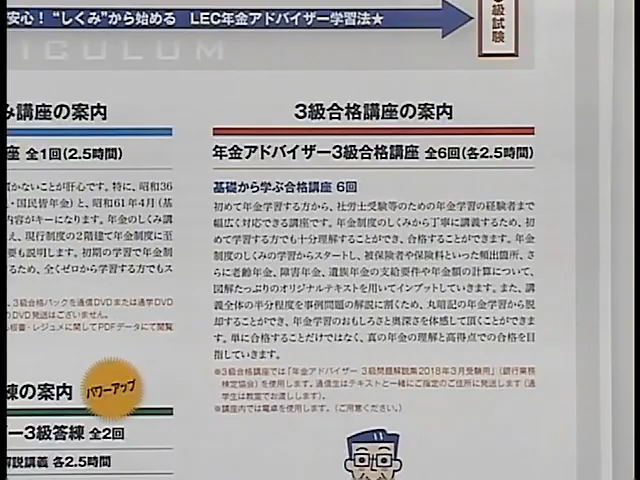 安心！“しくみ”から始める　LEC年金アドバイザー学習法★
級試験
ICULUM
み講座の案内
座 全1回(2.5時間)
かないことが肝心です。特に、昭和36
・国民皆年金）と、昭和61年4月（基
内容がキーになります。年金のしくみ講
え、現行制度の2階建て年金制度に至
要も説明します。初期の学習で年金制
るため、全くゼロから学習する方でもス
、3級合格パックを通信DVDまたは通学DVD
DVD発送はございません。
報・レジュメに関してPDFデータにて閲覧
練の案内
パワーアップ
ー3級答練 全2回
解説講義 各2.5時間
3級合格講座の案内
年金アドバイザー3級合格講座 全6回(各2.5時間)
基礎から学ぶ合格講座 6回
初めて年金学習する方から、社労士受験等のための年金学習の経験者まで
幅広く対応できる講座です。年金制度のしくみから丁寧に講義するため、初
めて学習する方でも十分理解することができ、合格することができます。年金
制度のしくみの学習からスタートし、被保険者や保険料といった頻出箇所、さ
らに老齢年金、障害年金、遺族年金の支給要件や年金額の計算について、
図解たっぷりのオリジナルテキストを用いてインプットしていきます。また、講
義全体の半分程度を事例問題の解説に割くため、丸暗記の年金学習から脱
却することができ、年金学習のおもしろさと奥深さを体感して頂くことができま
す。単に合格することだけではなく、真の年金の理解と高得点での合格を目
指していきます。
※3級合格講座では「年金アドバイザー 3級問題解説集2018年3月受験用」（銀行業務
検定協会）を使用します。通信生はテキストと一緒にご指定のご住所に発送します（通
学生は教室でお渡しします）。
※講座内では電卓を使用します。（ご用意ください。）